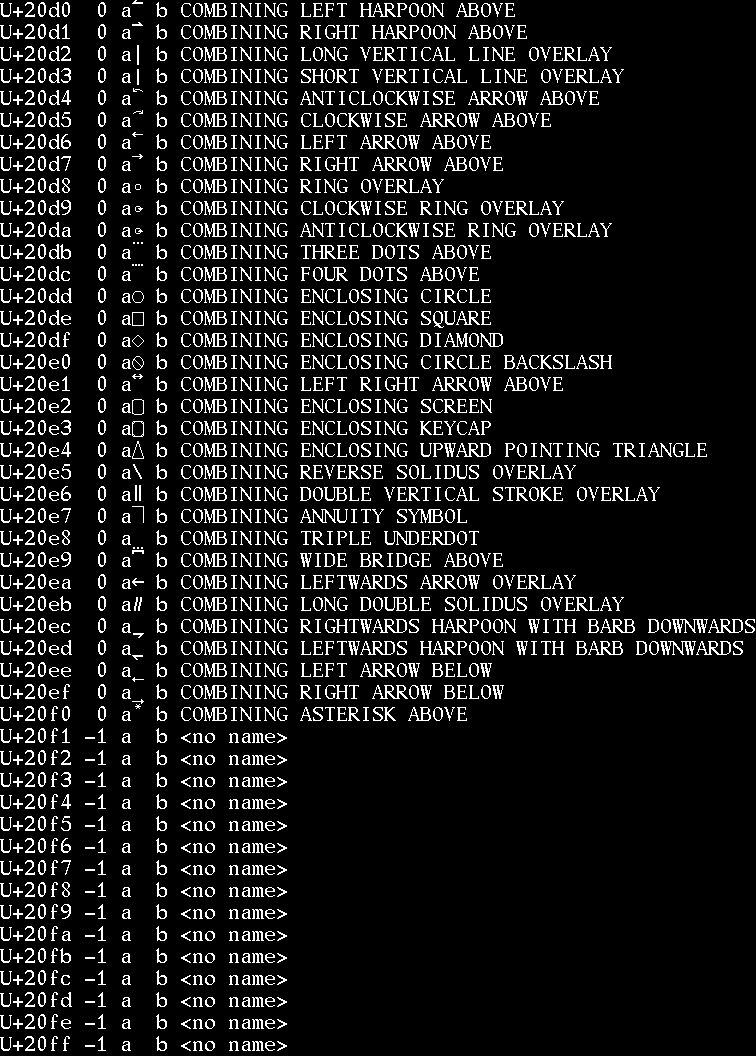 U+20d0  0 a⃐  b COMBINING LEFT HARPOON ABOVE
U+20d1  0 a⃑  b COMBINING RIGHT HARPOON ABOVE
U+20d2  0 a⃒  b COMBINING LONG VERTICAL LINE OVERLAY
U+20d3  0 a⃓  b COMBINING SHORT VERTICAL LINE OVERLAY
U+20d4  0 a⃔  b COMBINING ANTICLOCKWISE ARROW ABOVE
U+20d5  0 a⃕  b COMBINING CLOCKWISE ARROW ABOVE
U+20d6  0 a⃖  b COMBINING LEFT ARROW ABOVE
U+20d7  0 a⃗  b COMBINING RIGHT ARROW ABOVE
U+20d8  0 a⃘  b COMBINING RING OVERLAY
U+20d9  0 a⃙  b COMBINING CLOCKWISE RING OVERLAY
U+20da  0 a⃚  b COMBINING ANTICLOCKWISE RING OVERLAY
U+20db  0 a⃛  b COMBINING THREE DOTS ABOVE
U+20dc  0 a⃜  b COMBINING FOUR DOTS ABOVE
U+20dd  0 a⃝  b COMBINING ENCLOSING CIRCLE
U+20de  0 a⃞  b COMBINING ENCLOSING SQUARE
U+20df  0 a⃟  b COMBINING ENCLOSING DIAMOND
U+20e0  0 a⃠  b COMBINING ENCLOSING CIRCLE BACKSLASH
U+20e1  0 a⃡  b COMBINING LEFT RIGHT ARROW ABOVE
U+20e2  0 a⃢  b COMBINING ENCLOSING SCREEN
U+20e3  0 a⃣  b COMBINING ENCLOSING KEYCAP
U+20e4  0 a⃤  b COMBINING ENCLOSING UPWARD POINTING TRIANGLE
U+20e5  0 a⃥  b COMBINING REVERSE SOLIDUS OVERLAY
U+20e6  0 a⃦  b COMBINING DOUBLE VERTICAL STROKE OVERLAY
U+20e7  0 a⃧  b COMBINING ANNUITY SYMBOL
U+20e8  0 a⃨  b COMBINING TRIPLE UNDERDOT
U+20e9  0 a⃩  b COMBINING WIDE BRIDGE ABOVE
U+20ea  0 a⃪  b COMBINING LEFTWARDS ARROW OVERLAY
U+20eb  0 a⃫  b COMBINING LONG DOUBLE SOLIDUS OVERLAY
U+20ec  0 a⃬  b COMBINING RIGHTWARDS HARPOON WITH BARB DOWNWARDS
U+20ed  0 a⃭  b COMBINING LEFTWARDS HARPOON WITH BARB DOWNWARDS
U+20ee  0 a⃮  b COMBINING LEFT ARROW BELOW
U+20ef  0 a⃯  b COMBINING RIGHT ARROW BELOW
U+20f0  0 a⃰  b COMBINING ASTERISK ABOVE
U+20f1 -1 a  b <no name>
U+20f2 -1 a  b <no name>
U+20f3 -1 a  b <no name>
U+20f4 -1 a  b <no name>
U+20f5 -1 a  b <no name>
U+20f6 -1 a  b <no name>
U+20f7 -1 a  b <no name>
U+20f8 -1 a  b <no name>
U+20f9 -1 a  b <no name>
U+20fa -1 a  b <no name>
U+20fb -1 a  b <no name>
U+20fc -1 a  b <no name>
U+20fd -1 a  b <no name>
U+20fe -1 a  b <no name>
U+20ff -1 a  b <no name>